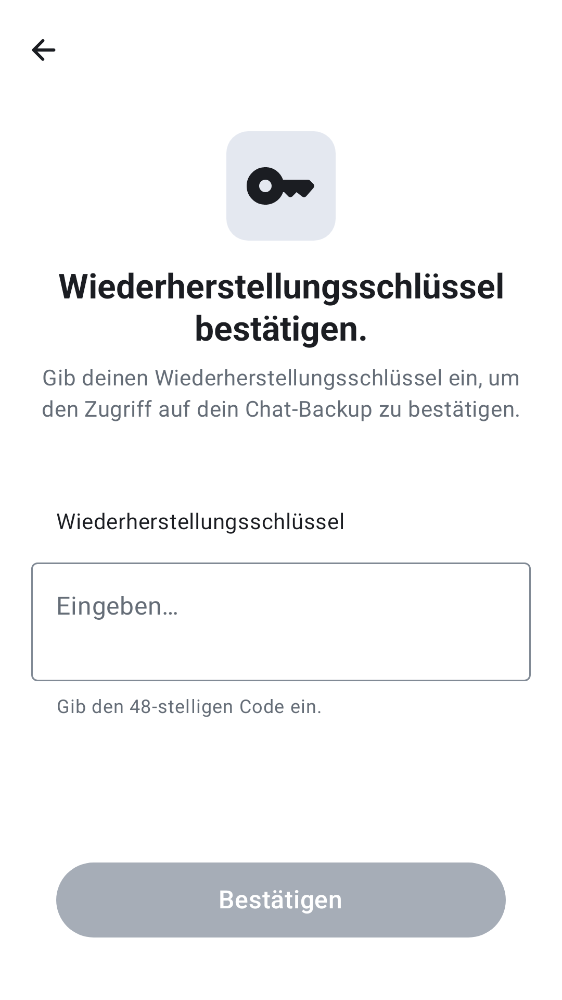 Wiederherstellungsschlüssel
bestätigen.
Gib deinen Wiederherstellungsschlüssel ein, um
den Zugriff auf dein Chat-Backup zu bestätigen.
Wiederherstellungsschlüssel
Eingeben…
Gib den 48-stelligen Code ein.
Bestätigen